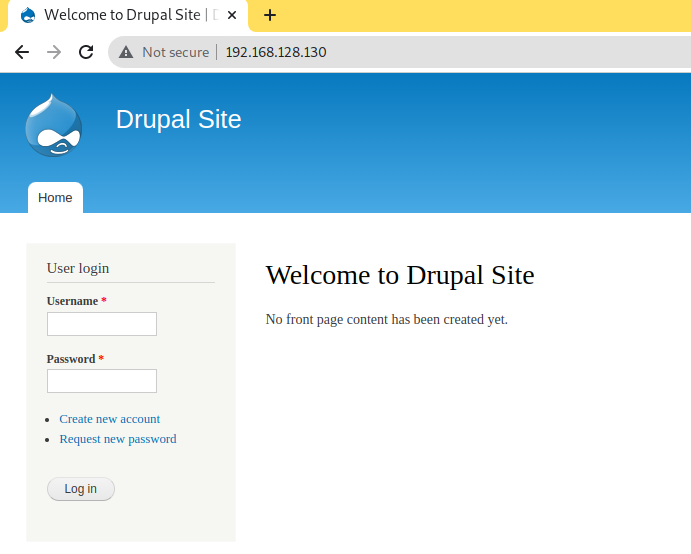 Welcome to Drupal Site |
Not secure | 192.168.128.130
Drupal Site
Home
User login
Username *
Password *
Create new account
Request new password
Log in
Welcome to Drupal Site
No front page content has been created yet.